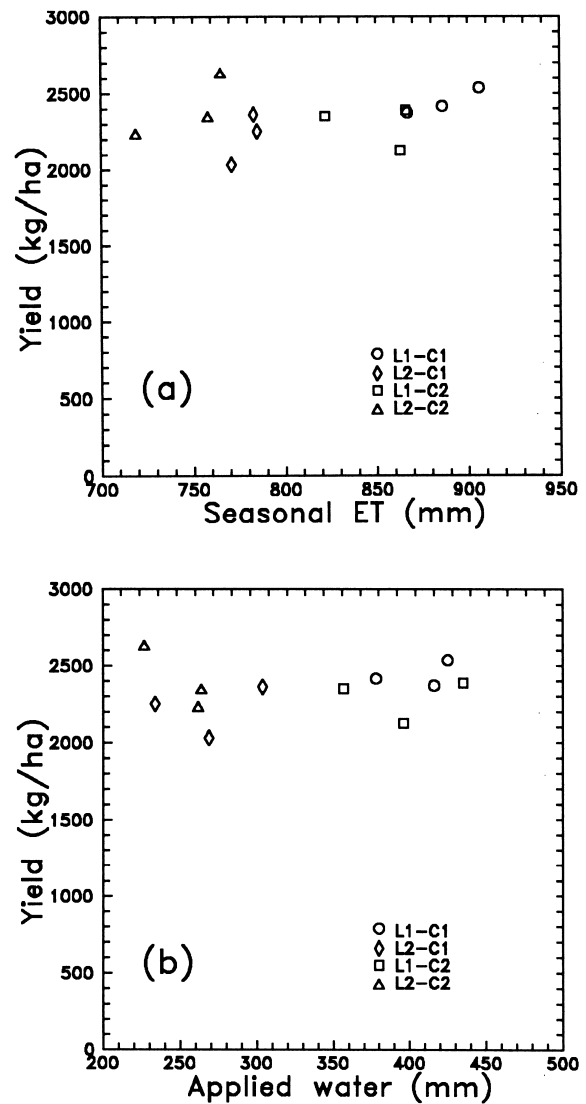 3000
2500
2000
1500
1000
500
0
Yield (kg/ha)
○ L1-C1
◇ L2-C1
□ L1-C2
△ L2-C2
(a)
700 750 800 850 900 950
Seasonal ET (mm)
3000
2500
2000
1500
1000
500
0
Yield (kg/ha)
○ L1-C1
◇ L2-C1
□ L1-C2
△ L2-C2
(b)
200 250 300 350 400 450 500
Applied water (mm)